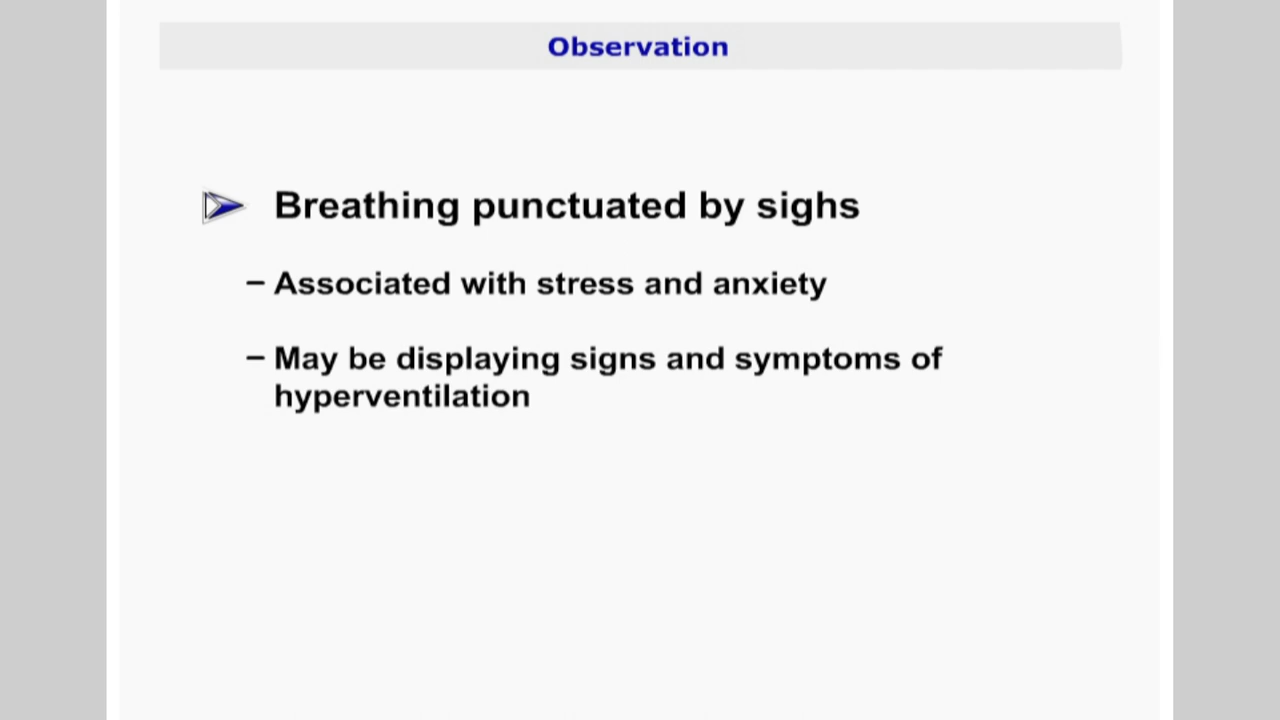 Observation
Breathing punctuated by sighs
– Associated with stress and anxiety
– May be displaying signs and symptoms of
hyperventilation